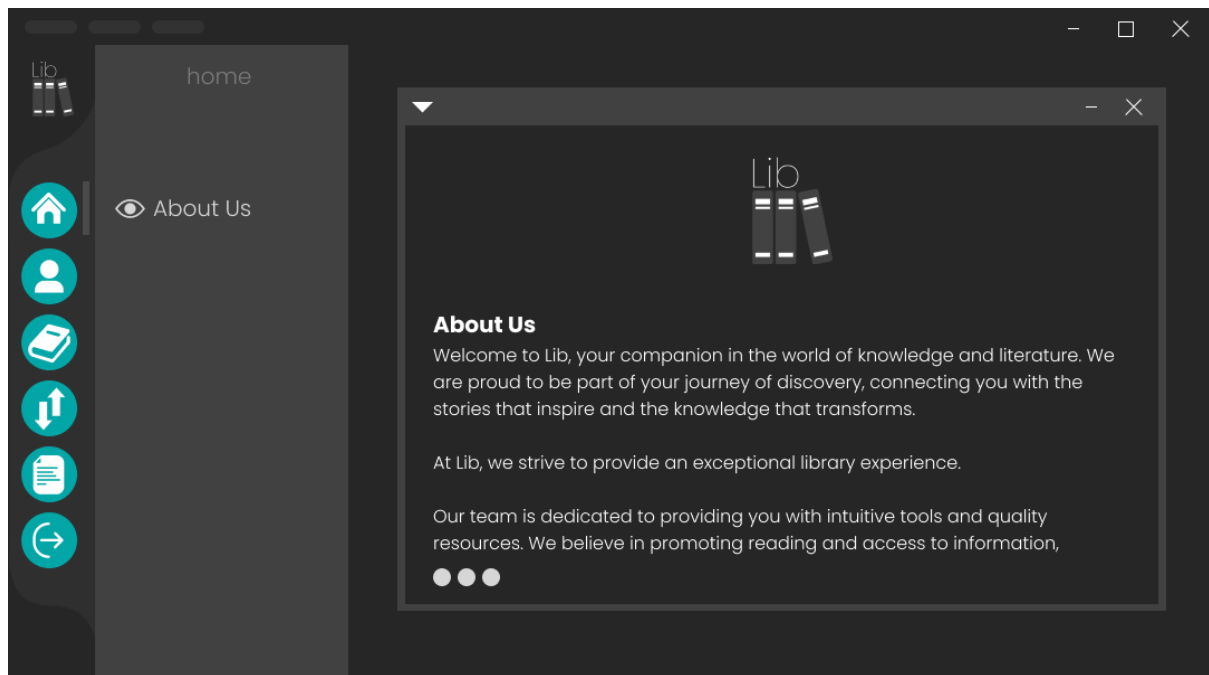 Lib
home
About Us
Lib
About Us
Welcome to Lib, your companion in the world of knowledge and literature. We
are proud to be part of your journey of discovery, connecting you with the
stories that inspire and the knowledge that transforms.
At Lib, we strive to provide an exceptional library experience.
Our team is dedicated to providing you with intuitive tools and quality
resources. We believe in promoting reading and access to information,